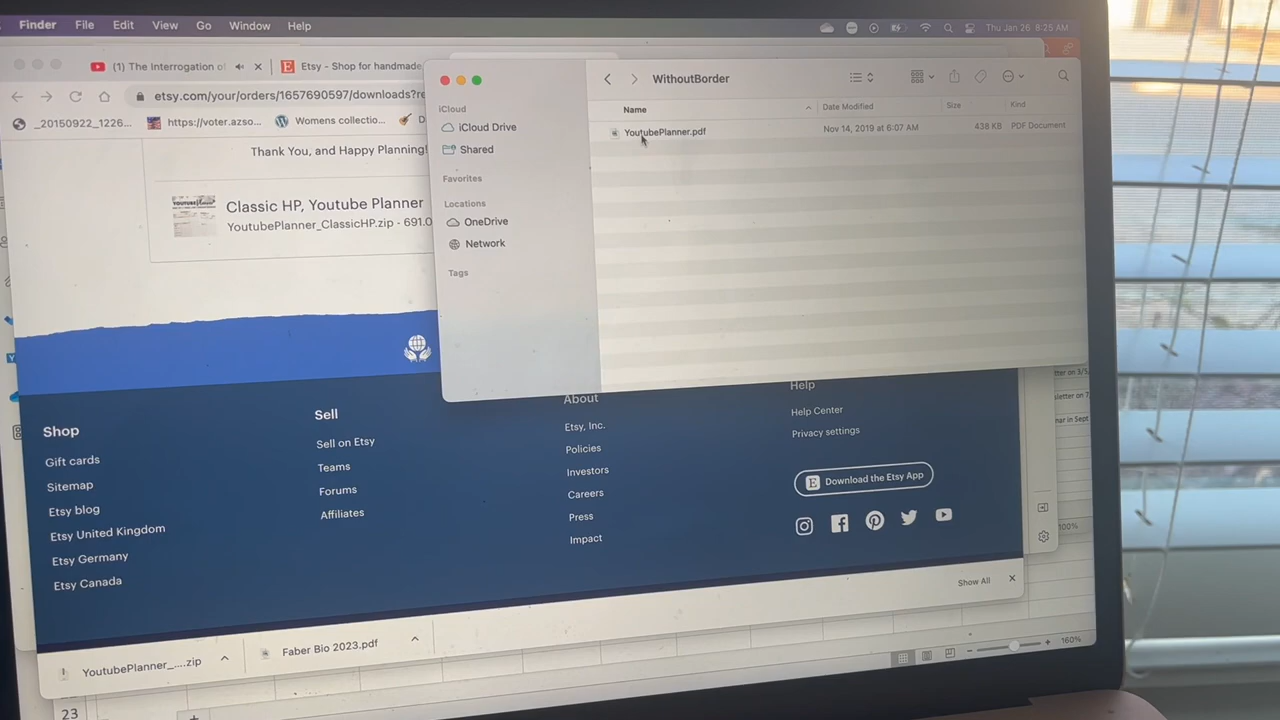 Finder File Edit View Go Window Help
Thu Jan 26 8:25 AM
(1) The Interrogation of
Etsy - Shop for handmade,
etsy.com/your/orders/1657690597/downloads?re
_20150922_1226...
https://voter.azso...
Womens collectio...
Thank You, and Happy Planning!
Classic HP, Youtube Planner
YoutubePlanner_ClassicHP.zip - 691.0
WithoutBorder
iCloud
iCloud Drive
Shared
Favorites
Locations
OneDrive
Network
Tags
Name Date Modified Size Kind
YoutubePlanner.pdf Nov 14, 2019 at 6:07 AM 438 KB PDF Document
Shop
Gift cards
Sitemap
Etsy blog
Etsy United Kingdom
Etsy Germany
Etsy Canada
Sell
Sell on Etsy
Teams
Forums
Affiliates
About
Etsy, Inc.
Policies
Investors
Careers
Press
Impact
Help
Help Center
Privacy settings
Download the Etsy App
Show All
YoutubePlanner_....zip
Faber Bio 2023.pdf
100%
160%
23